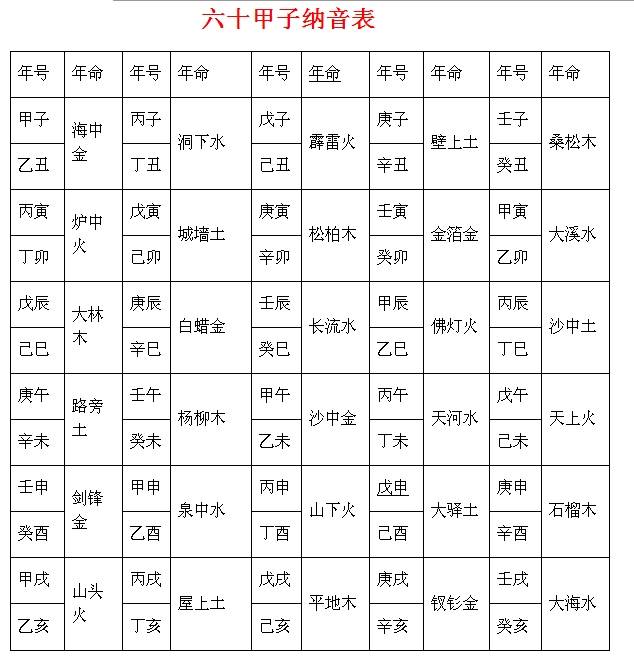 六十甲子纳音表
年号 年命 年号 年命 年号 年命 年号 年命 年号 年命
甲子 海中金 丙子 洞下水 戊子 霹雷火 庚子 壁上土 壬子 桑松木
乙丑 丁丑 己丑 辛丑 癸丑
丙寅 炉中火 戊寅 城墙土 庚寅 松柏木 壬寅 金箔金 甲寅 大溪水
丁卯 己卯 辛卯 癸卯 乙卯
戊辰 大林木 庚辰 白蜡金 壬辰 长流水 甲辰 佛灯火 丙辰 沙中土
己巳 辛巳 癸巳 乙巳 丁巳
庚午 路旁土 壬午 杨柳木 甲午 沙中金 丙午 天河水 戊午 天上火
辛未 癸未 乙未 丁未 己未
壬申 剑锋金 甲申 泉中水 丙申 山下火 戊申 大驿土 庚申 石榴木
癸酉 乙酉 丁酉 己酉 辛酉
甲戌 山头火 丙戌 屋上土 戊戌 平地木 庚戌 钗钐金 壬戌 大海水
乙亥 丁亥 己亥 辛亥 癸亥